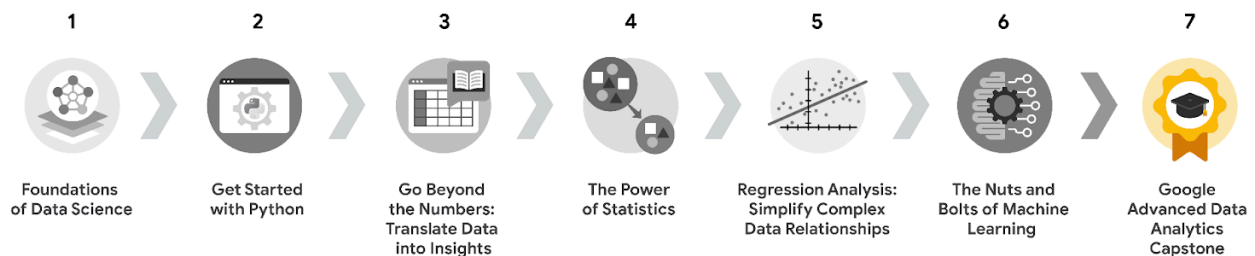 1
2
3
4
5
6
7
Foundations
of Data Science
Get Started
with Python
Go Beyond
the Numbers:
Translate Data
into Insights
The Power
of Statistics
Regression Analysis:
Simplify Complex
Data Relationships
The Nuts and
Bolts of Machine
Learning
Google
Advanced Data
Analytics
Capstone